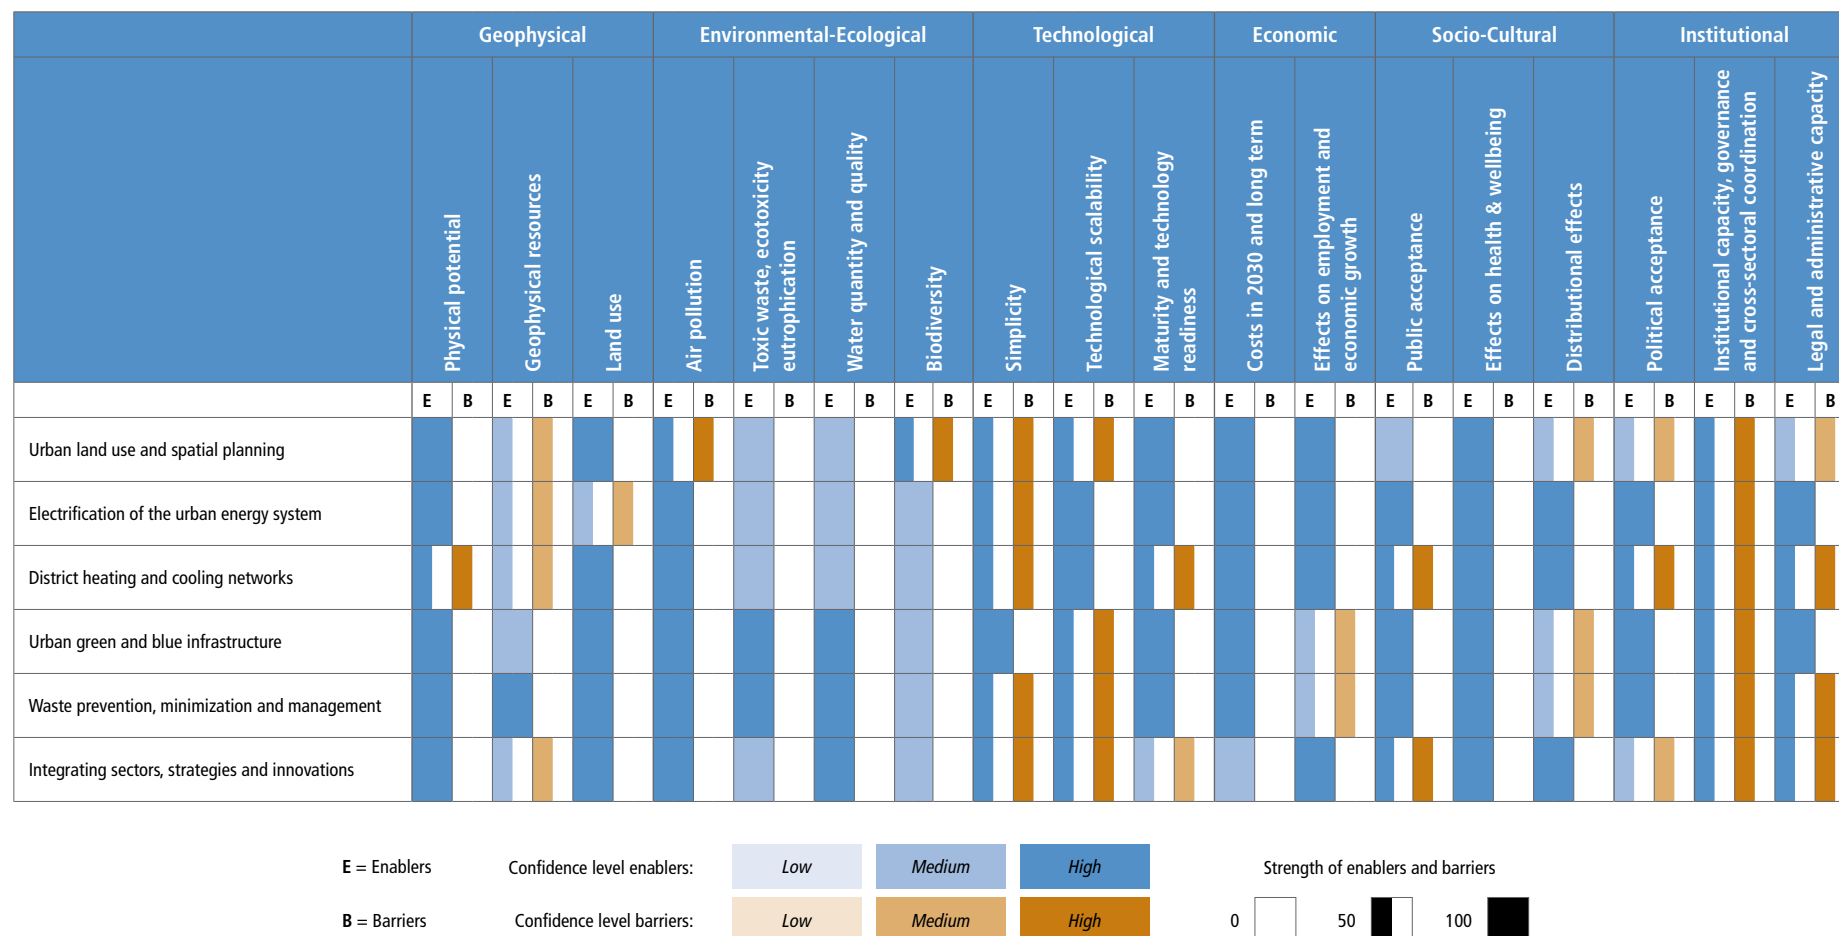 Geophysical Environmental-Ecological Technological Economic Socio-Cultural Institutional
Physical potential
Geophysical resources
Land use
Air pollution
Toxic waste, ecotoxicity
eutrophication
Water quantity and quality
Biodiversity
Simplicity
Technological scalability
Maturity and technology
readiness
Costs in 2030 and long term
Effects on employment and
economic growth
Public acceptance
Effects on health & wellbeing
Distributional effects
Political acceptance
Institutional capacity, governance
and cross-sectoral coordination
Legal and administrative capacity
E B E B E B E B E B E B E B E B E B E B E B E B E B E B E B E B E B E B
Urban land use and spatial planning
Electrification of the urban energy system
District heating and cooling networks
Urban green and blue infrastructure
Waste prevention, minimization and management
Integrating sectors, strategies and innovations
E = Enablers Confidence level enablers: Low Medium High Strength of enablers and barriers
B = Barriers Confidence level barriers: Low Medium High 0 50 100